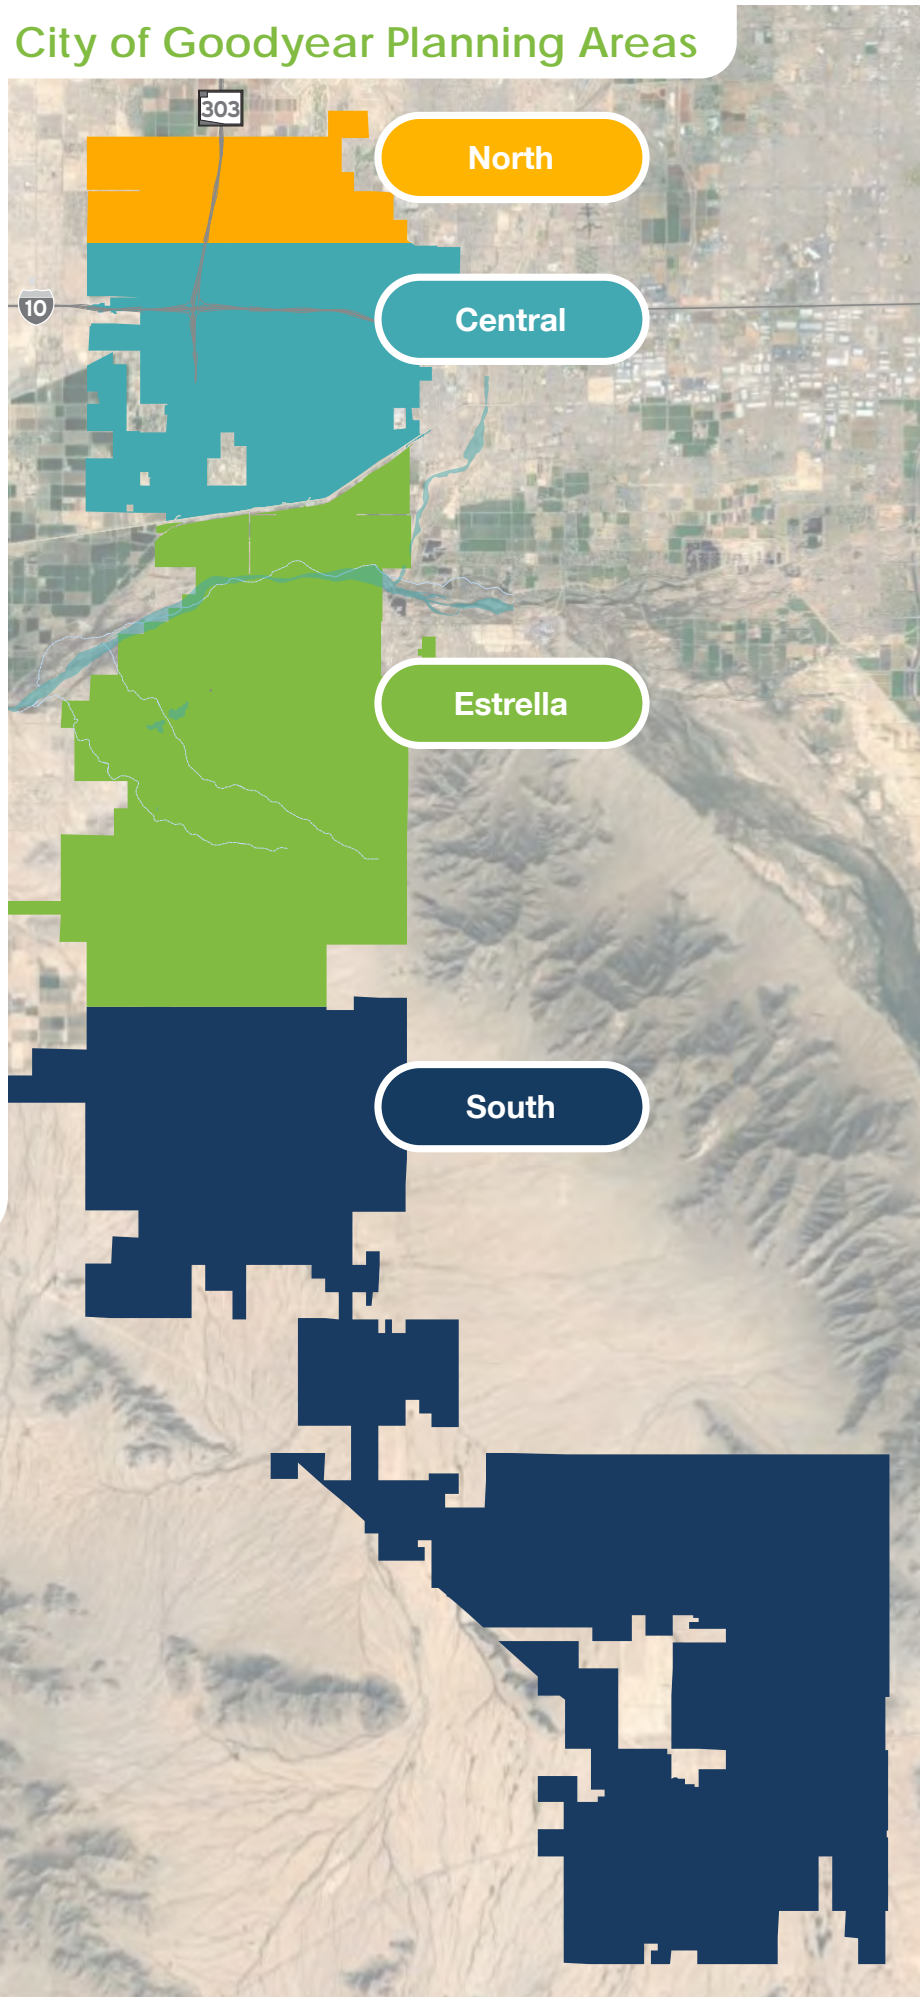 City of Goodyear Planning Areas
303
North
10
Central
Estrella
South